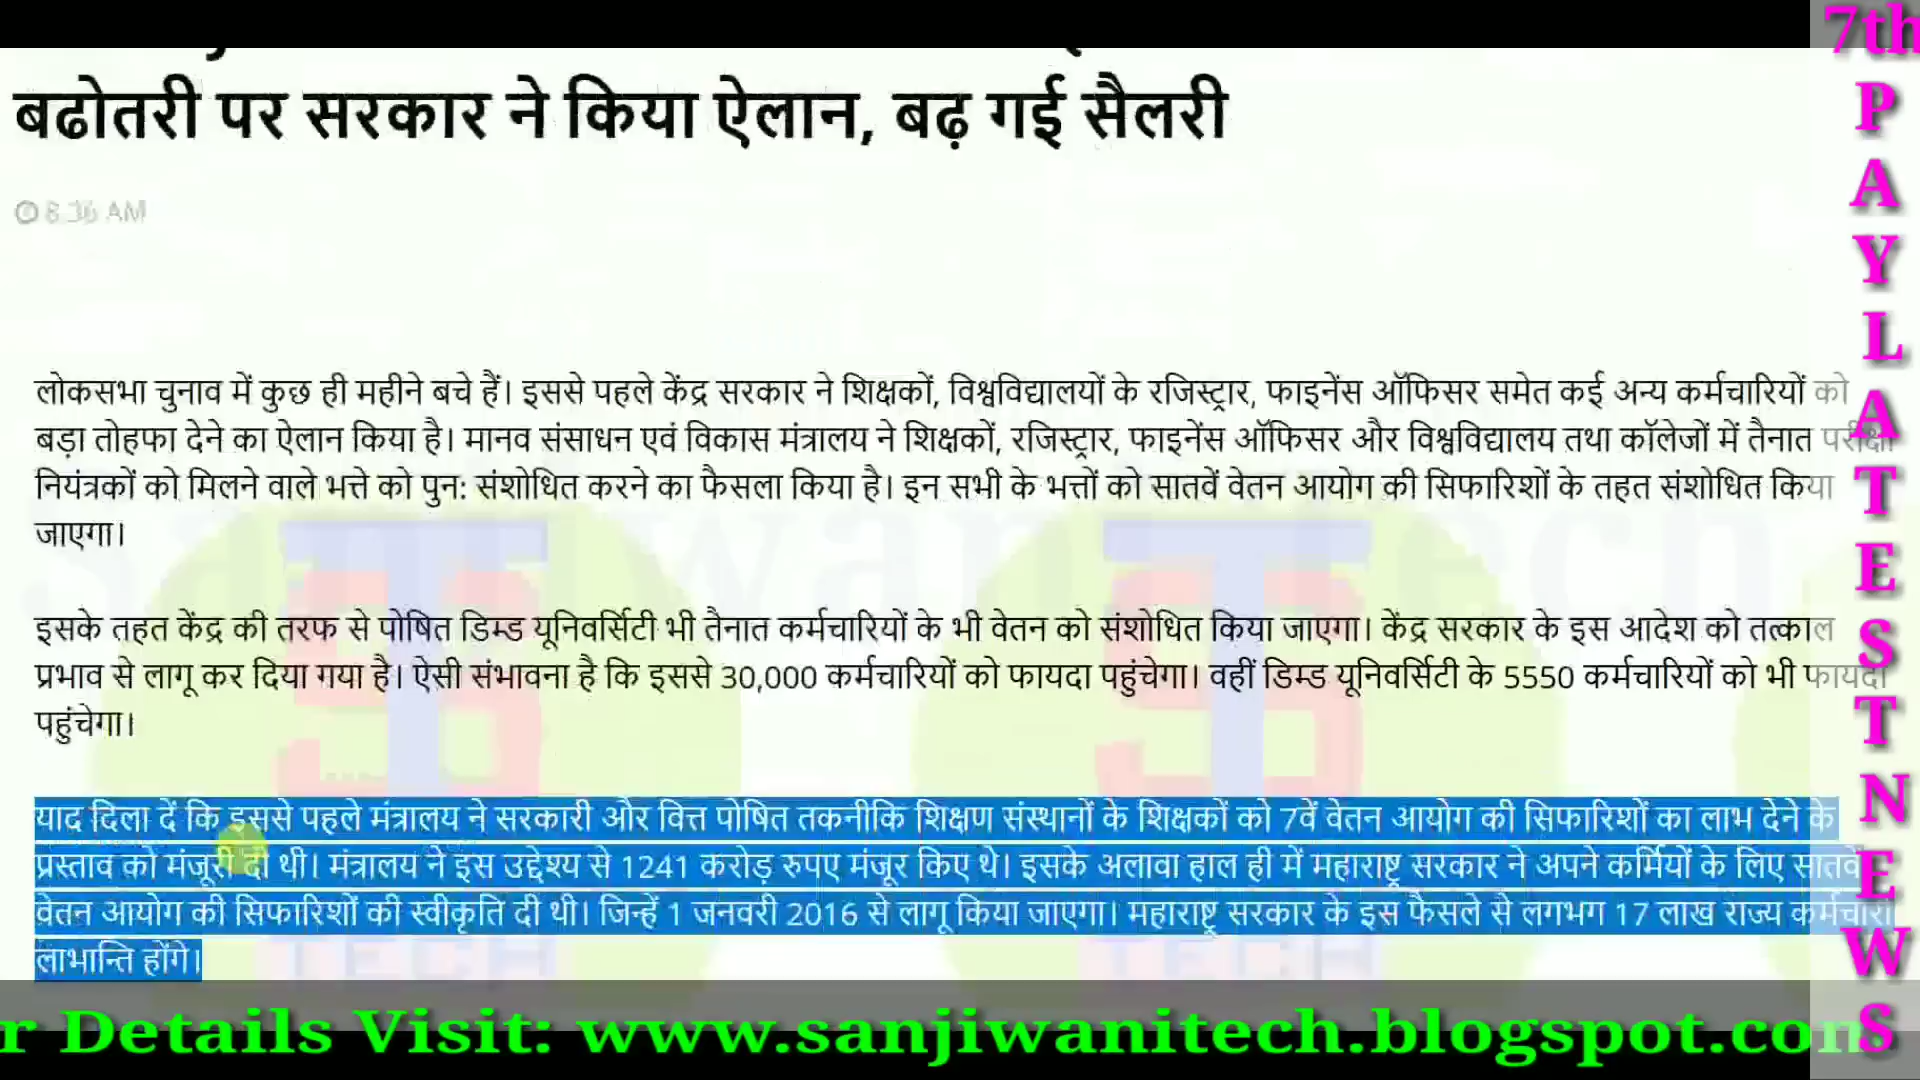 बढोतरी पर सरकार ने किया ऐलान, बढ़ गई सैलरी
8:36 AM
लोकसभा चुनाव में कुछ ही महीने बचे हैं। इससे पहले केंद्र सरकार ने शिक्षकों, विश्वविद्यालयों के रजिस्ट्रार, फाइनेंस ऑफिसर समेत कई अन्य कर्मचारियों को
बड़ा तोहफा देने का ऐलान किया है। मानव संसाधन एवं विकास मंत्रालय ने शिक्षकों, रजिस्ट्रार, फाइनेंस ऑफिसर और विश्वविद्यालय तथा कॉलेजों में तैनात परीक्षा
नियंत्रकों को मिलने वाले भत्ते को पुन: संशोधित करने का फैसला किया है। इन सभी के भत्तों को सातवें वेतन आयोग की सिफारिशों के तहत संशोधित किया
जाएगा।
इसके तहत केंद्र की तरफ से पोषित डिम्ड यूनिवर्सिटी भी तैनात कर्मचारियों के भी वेतन को संशोधित किया जाएगा। केंद्र सरकार के इस आदेश को तत्काल
प्रभाव से लागू कर दिया गया है। ऐसी संभावना है कि इससे 30,000 कर्मचारियों को फायदा पहुंचेगा। वहीं डिम्ड यूनिवर्सिटी के 5550 कर्मचारियों को भी फायदा
पहुंचेगा।
याद दिला दें कि इससे पहले मंत्रालय ने सरकारी और वित्त पोषित तकनीकि शिक्षण संस्थानों के शिक्षकों को 7वें वेतन आयोग की सिफारिशों का लाभ देने के
प्रस्ताव को मंजूरी दी थी। मंत्रालय ने इस उद्देश्य से 1241 करोड़ रुपए मंजूर किए थे। इसके अलावा हाल ही में महाराष्ट्र सरकार ने अपने कर्मियों के लिए सातवें
वेतन आयोग की सिफारिशों की स्वीकृति दी थी। जिन्हें 1 जनवरी 2016 से लागू किया जाएगा। महाराष्ट्र सरकार के इस फैसले से लगभग 17 लाख राज्य कर्मचारी
लाभान्ति होंगे।
r Details Visit: www.sanjiwanitech.blogspot.com
7th PAY LATEST NEWS
Sanjiwani Tech
TECH
TECH